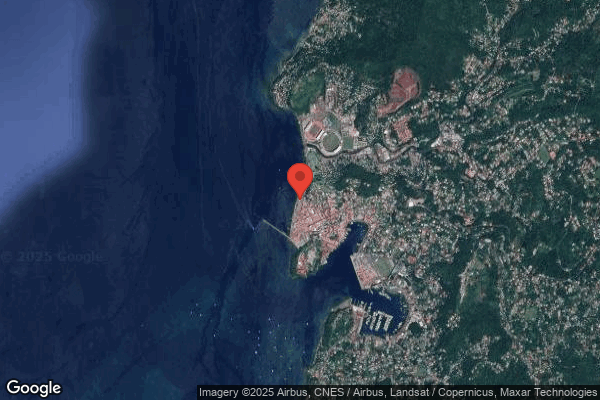 © 2025 Google
Google
Imagery ©2025 Airbus, CNES / Airbus, Landsat / Copernicus, Maxar Technologies